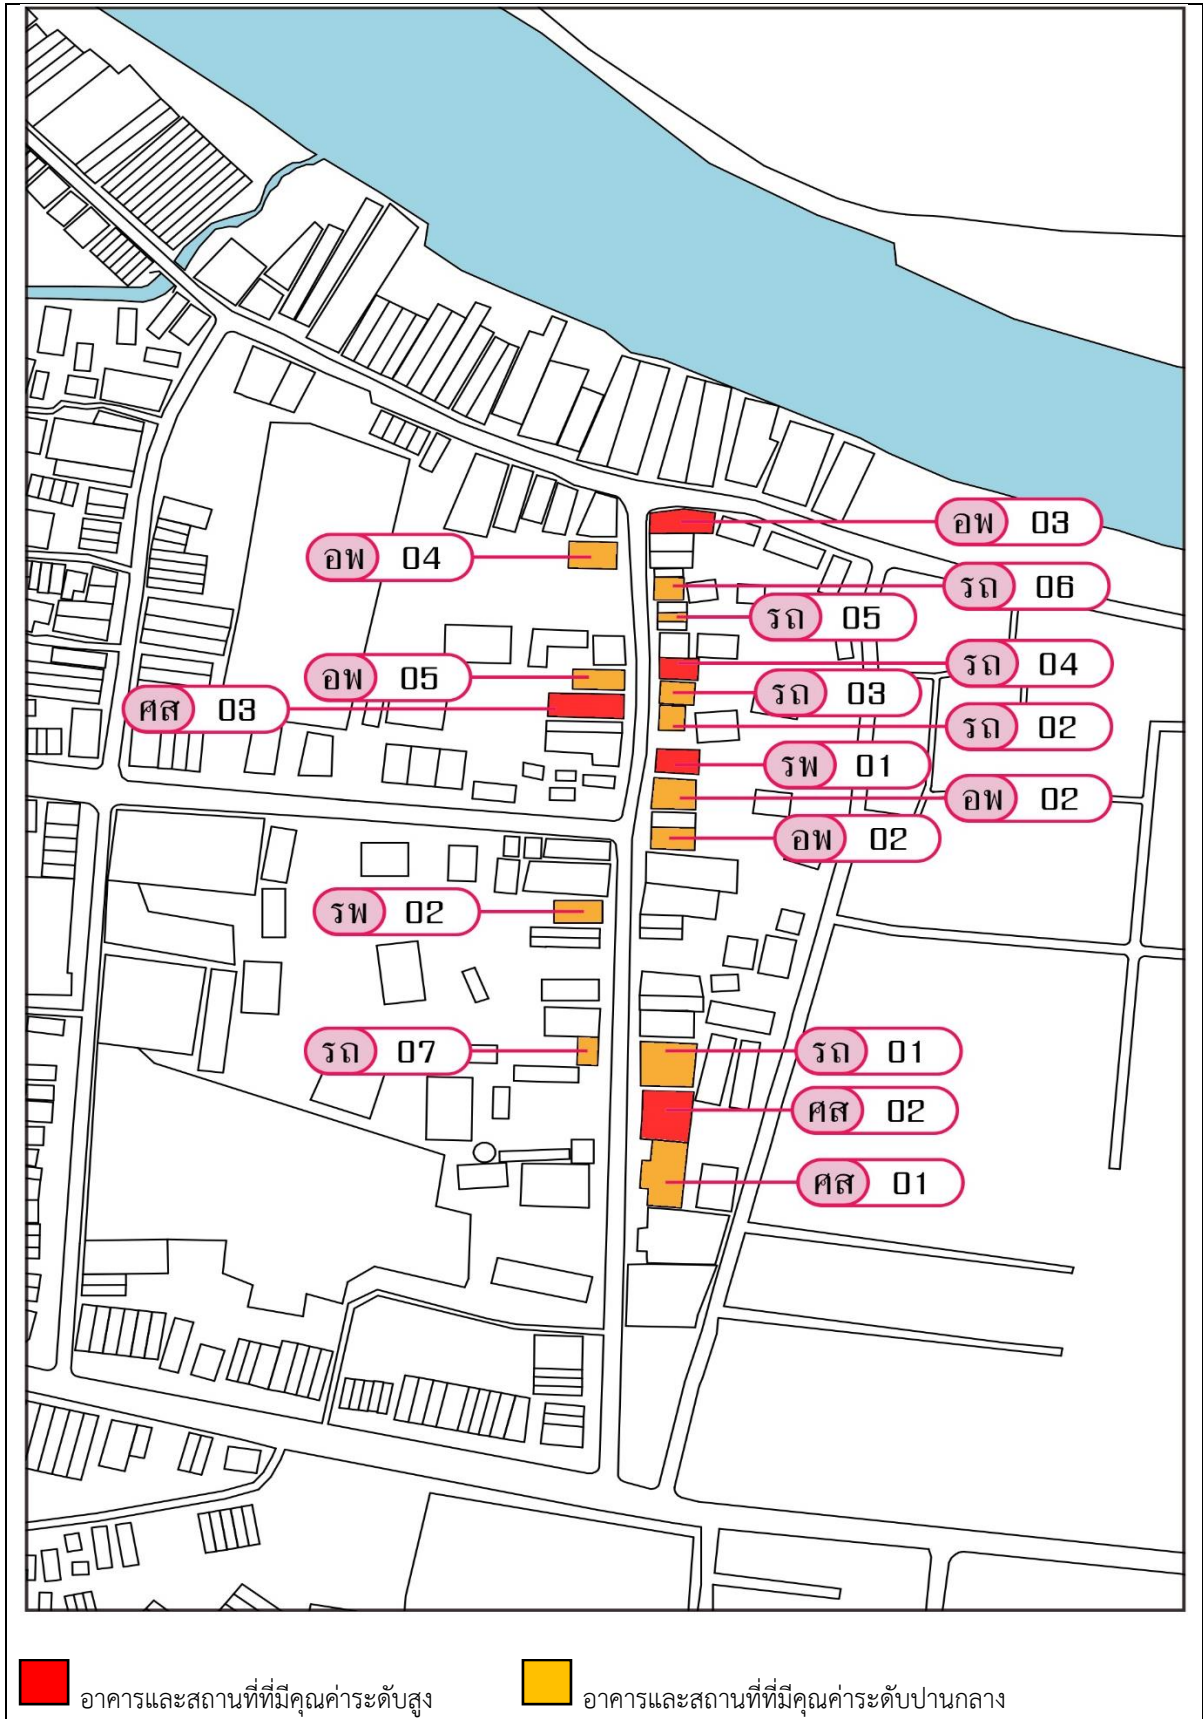 อพ 03
อพ 04
รถ 06
รถ 05
รถ 04
อพ 05
รถ 03
ศส 03
รถ 02
รพ 01
อพ 02
อพ 02
รพ 02
รถ 07
รถ 01
ศส 02
ศส 01
อาคารและสถานที่ที่มีคุณค่าระดับสูง
อาคารและสถานที่ที่มีคุณค่าระดับปานกลาง